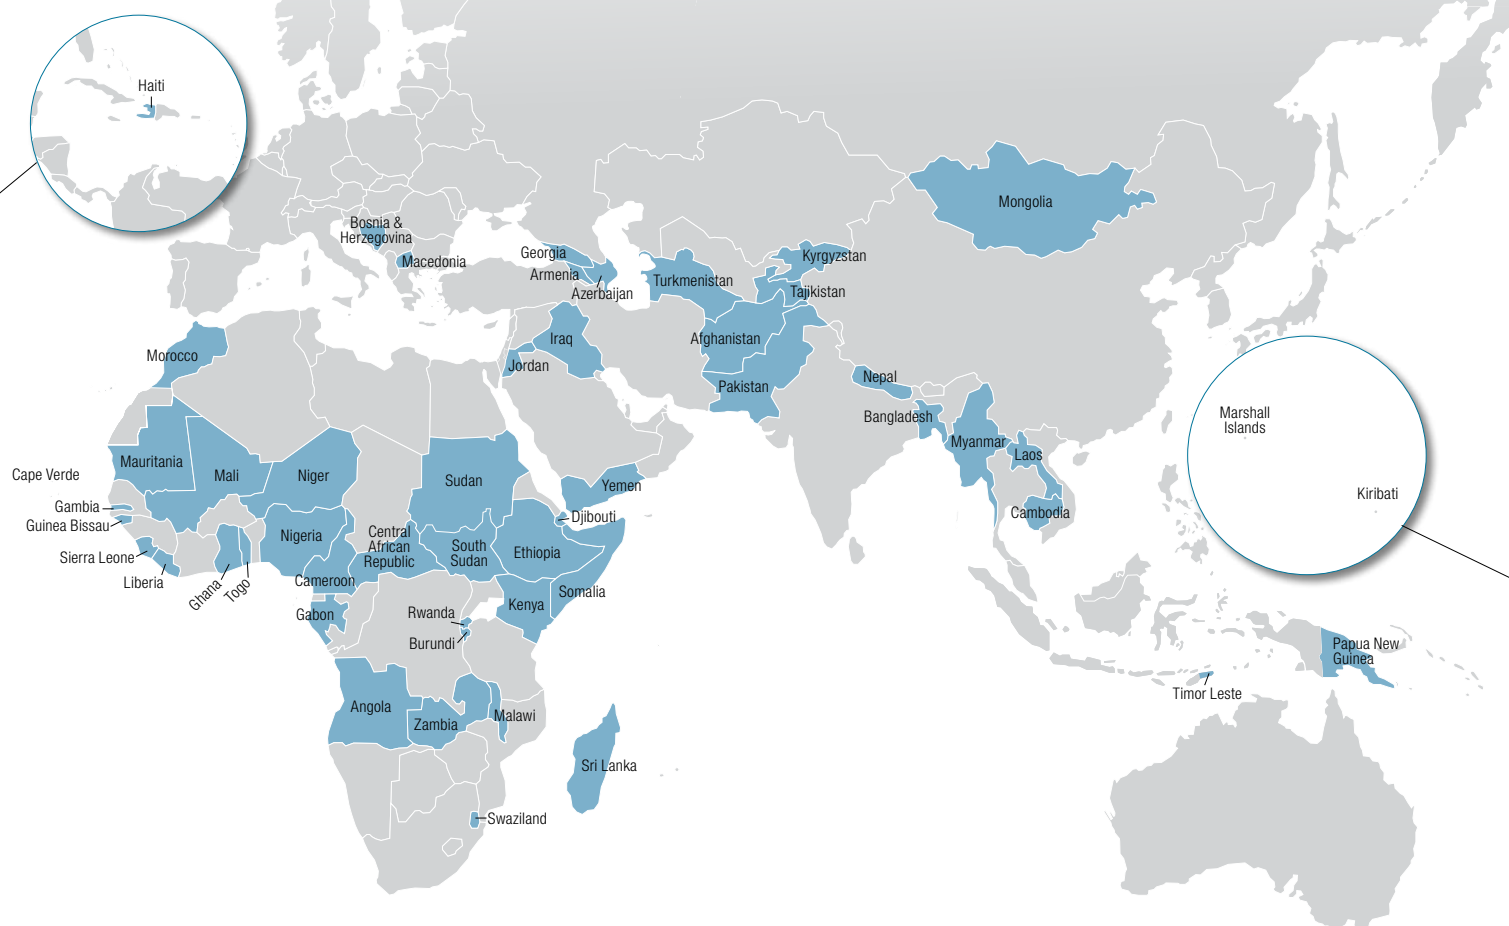 Haiti
Bosnia &
Herzegovina
Macedonia
Georgia
Armenia
Azerbaijan
Turkmenistan
Kyrgyzstan
Tajikistan
Mongolia
Afghanistan
Pakistan
Iraq
Jordan
Morocco
Nepal
Bangladesh
Myanmar
Laos
Cambodia
Marshall
Islands
Kiribati
Mauritania
Mali
Niger
Sudan
Yemen
Cape Verde
Gambia
Guinea Bissau
Sierra Leone
Liberia
Ghana
Togo
Nigeria
Central
African
Republic
South
Sudan
Ethiopia
Djibouti
Cameroon
Gabon
Rwanda
Burundi
Kenya
Somalia
Papua New
Guinea
Timor Leste
Angola
Zambia
Malawi
Sri Lanka
Swaziland